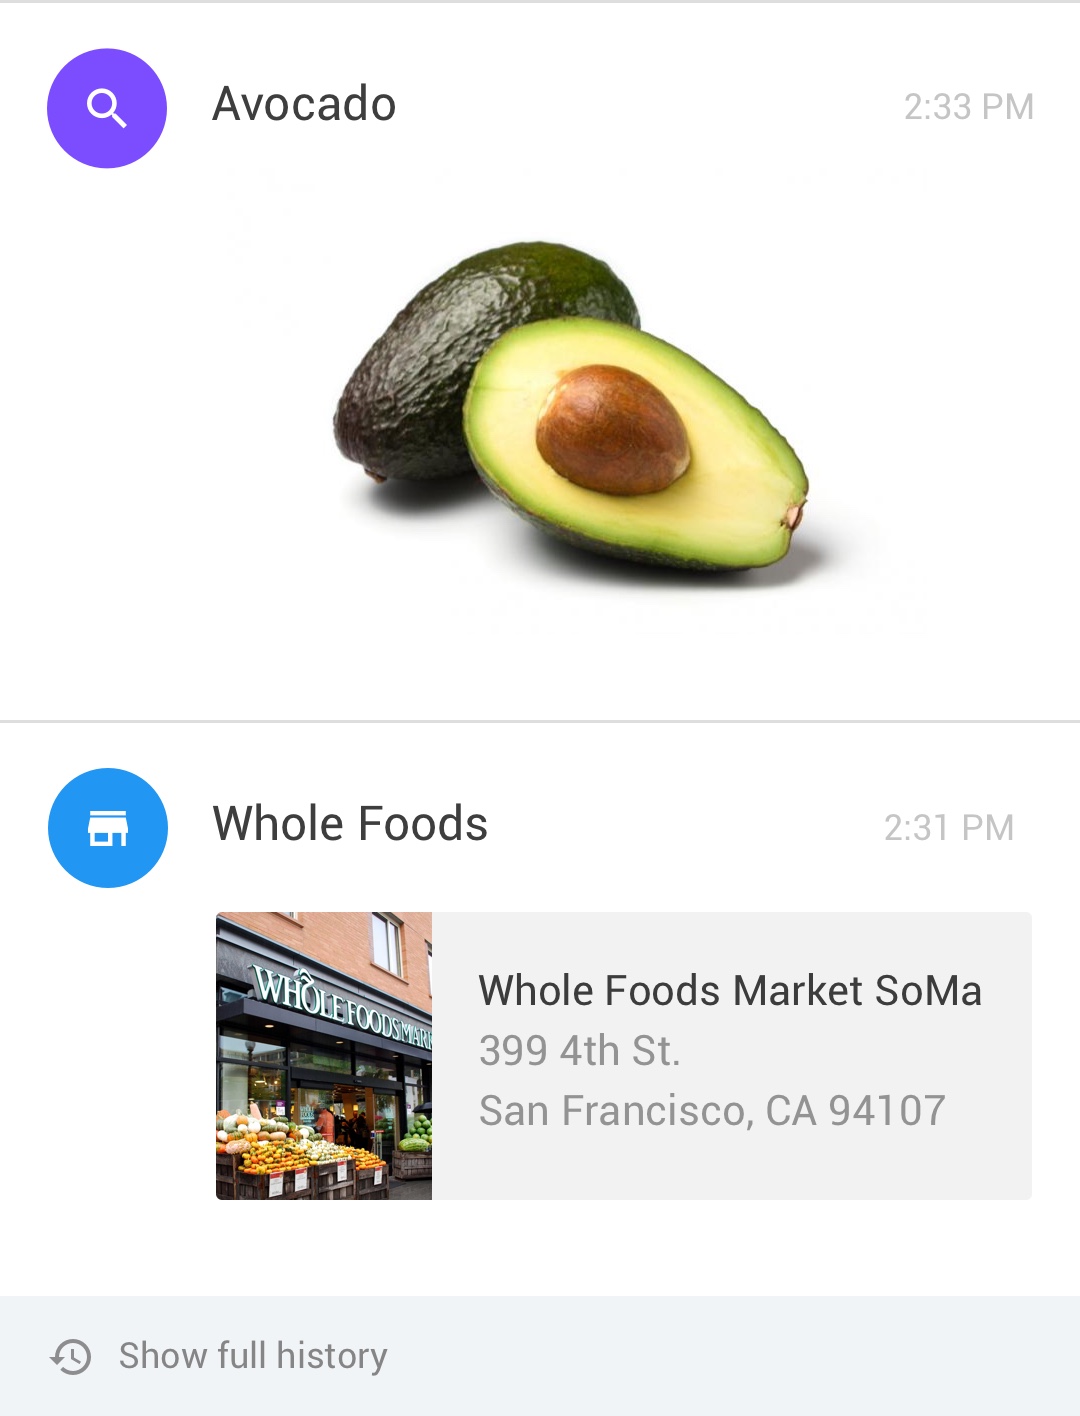 Avocado
2:33 PM
Whole Foods
2:31 PM
WHOLE FOODS MARK
Whole Foods Market SoMa
399 4th St.
San Francisco, CA 94107
Show full history